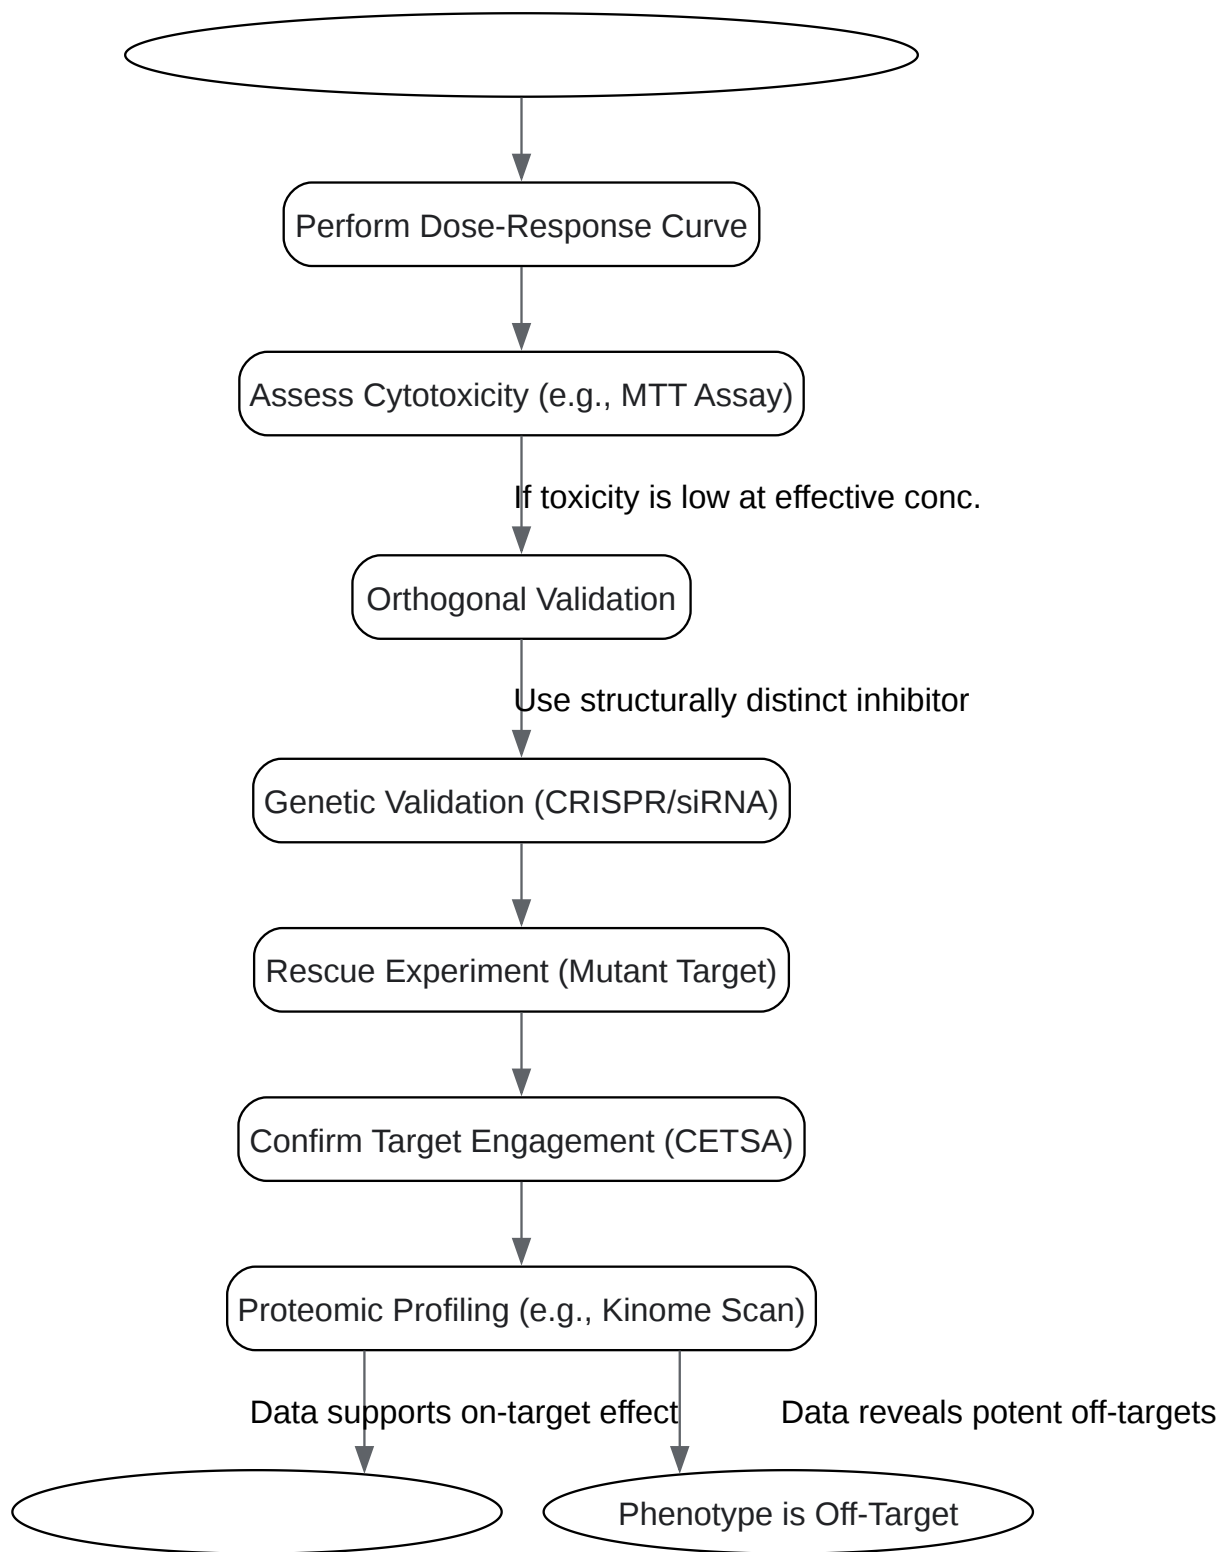 Perform Dose-Response Curve
Assess Cytotoxicity (e.g., MTT Assay)
If toxicity is low at effective conc.
Orthogonal Validation
Use structurally distinct inhibitor
Genetic Validation (CRISPR/siRNA)
Rescue Experiment (Mutant Target)
Confirm Target Engagement (CETSA)
Proteomic Profiling (e.g., Kinome Scan)
Data supports on-target effect
Data reveals potent off-targets
Phenotype is Off-Target